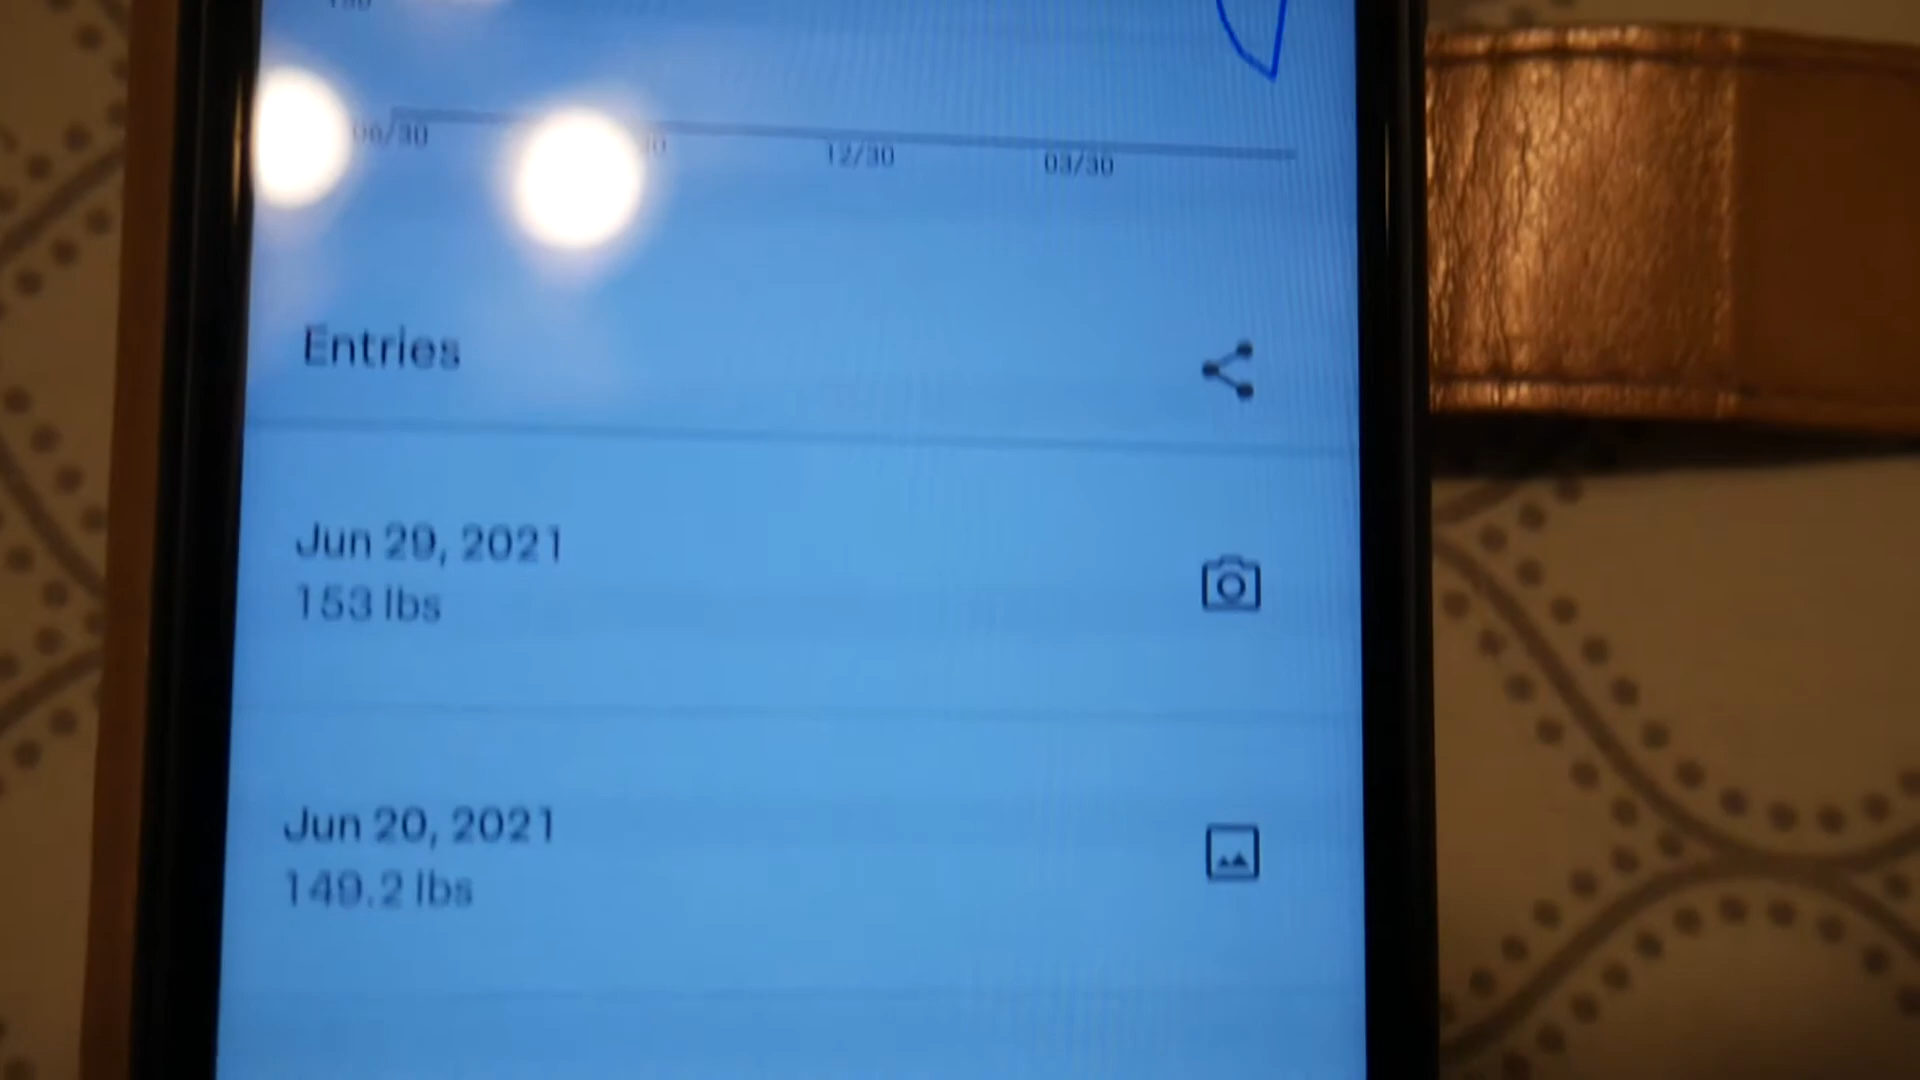 06/30
12/30
03/30
Entries
Jun 29, 2021
153 lbs
Jun 20, 2021
149.2 lbs